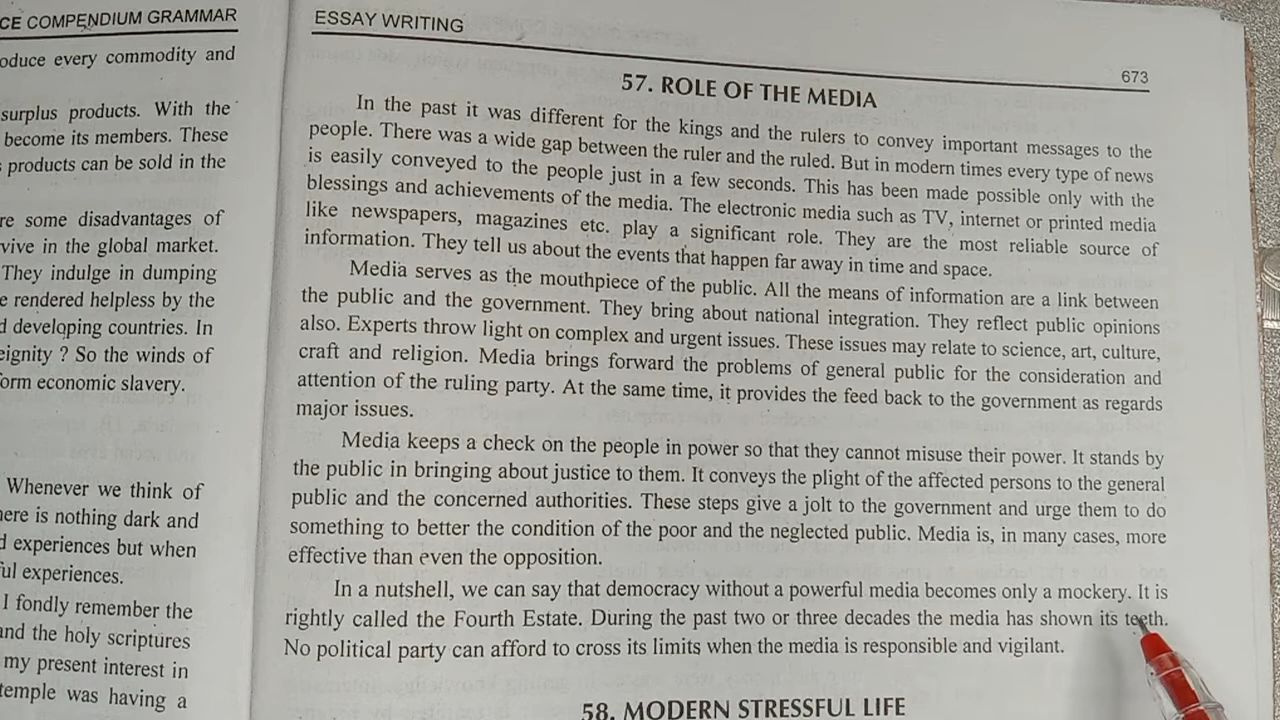 CE COMPENDIUM GRAMMAR
oduce every commodity and
surplus products. With the
become its members. These
products can be sold in the
re some disadvantages of
vive in the global market.
They indulge in dumping
e rendered helpless by the
d developing countries. In
eignity ? So the winds of
orm economic slavery.
Whenever we think of
here is nothing dark and
d experiences but when
ful experiences.
I fondly remember the
and the holy scriptures
my present interest in
temple was having a
ESSAY WRITING
673
57. ROLE OF THE MEDIA
In the past it was different for the kings and the rulers to convey important messages to the
people. There was a wide gap between the ruler and the ruled. But in modern times every type of news
is easily conveyed to the people just in a few seconds. This has been made possible only with the
blessings and achievements of the media. The electronic media such as TV, internet or printed media
like newspapers, magazines etc. play a significant role. They are the most reliable source of
information. They tell us about the events that happen far away in time and space.
Media serves as the mouthpiece of the public. All the means of information are a link between
the public and the government. They bring about national integration. They reflect public opinions
also. Experts throw light on complex and urgent issues. These issues may relate to science, art, culture,
craft and religion. Media brings forward the problems of general public for the consideration and
attention of the ruling party. At the same time, it provides the feed back to the government as regards
major issues.
Media keeps a check on the people in power so that they cannot misuse their power. It stands by
the public in bringing about justice to them. It conveys the plight of the affected persons to the general
public and the concerned authorities. These steps give a jolt to the government and urge them to do
something to better the condition of the poor and the neglected public. Media is, in many cases, more
effective than even the opposition.
In a nutshell, we can say that democracy without a powerful media becomes only a mockery. It is
rightly called the Fourth Estate. During the past two or three decades the media has shown its teeth.
No political party can afford to cross its limits when the media is responsible and vigilant.
58. MODERN STRESSFUL LIFE